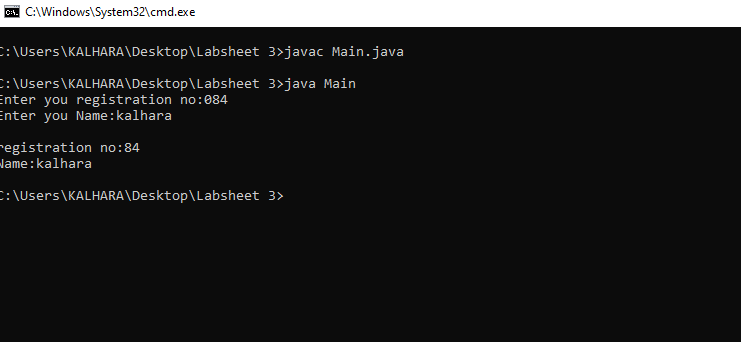 C:\Windows\System32\cmd.exe
C:\Users\KALHARA\Desktop\Labsheet 3>javac Main.java
C:\Users\KALHARA\Desktop\Labsheet 3>java Main
Enter you registration no:084
Enter you Name:kalhara
registration no:84
Name:kalhara
C:\Users\KALHARA\Desktop\Labsheet 3>